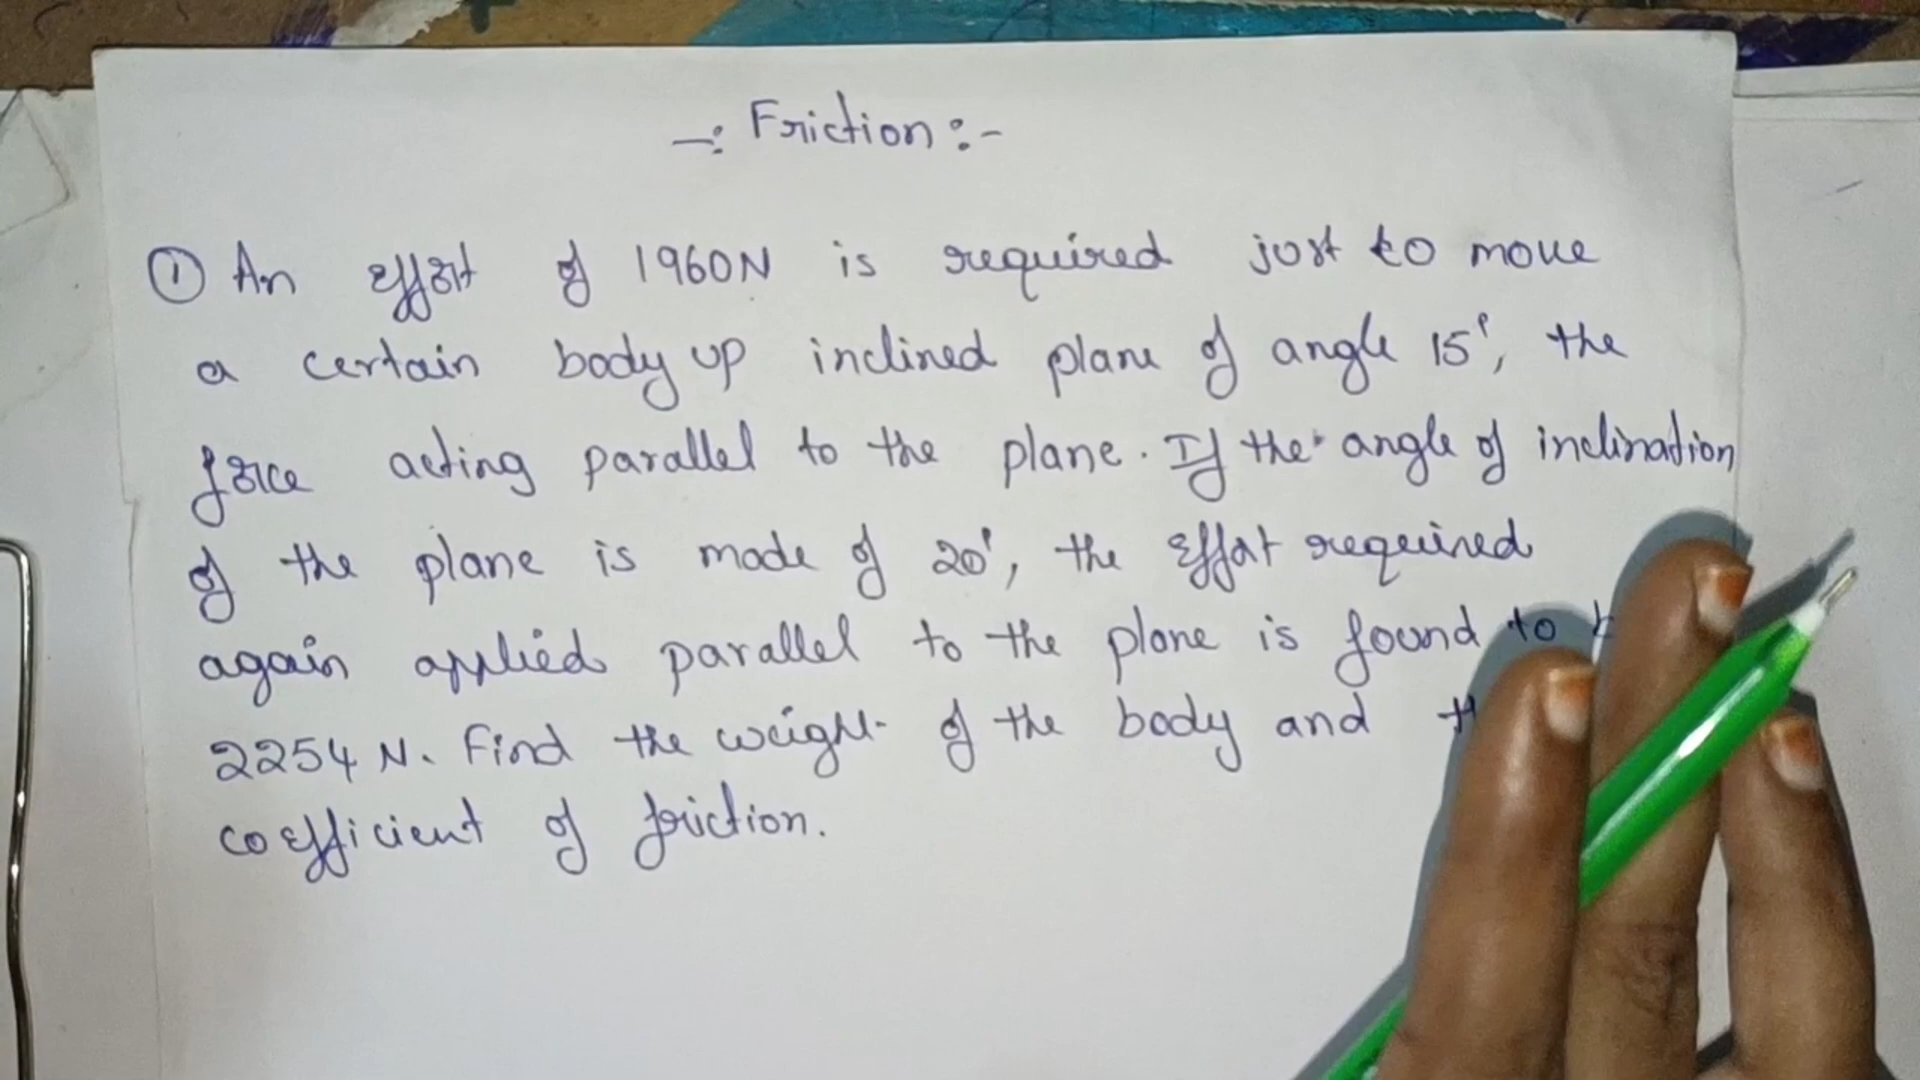 -: Friction :-
① An effort of 1960N is required just to move
a certain body up inclined plane of angle 15°, the
force acting parallel to the plane. If the angle of inclination
of the plane is made of 20°, the effort required
again applied parallel to the plane is found to
2254 N. Find the weight of the body and
coefficient of friction.